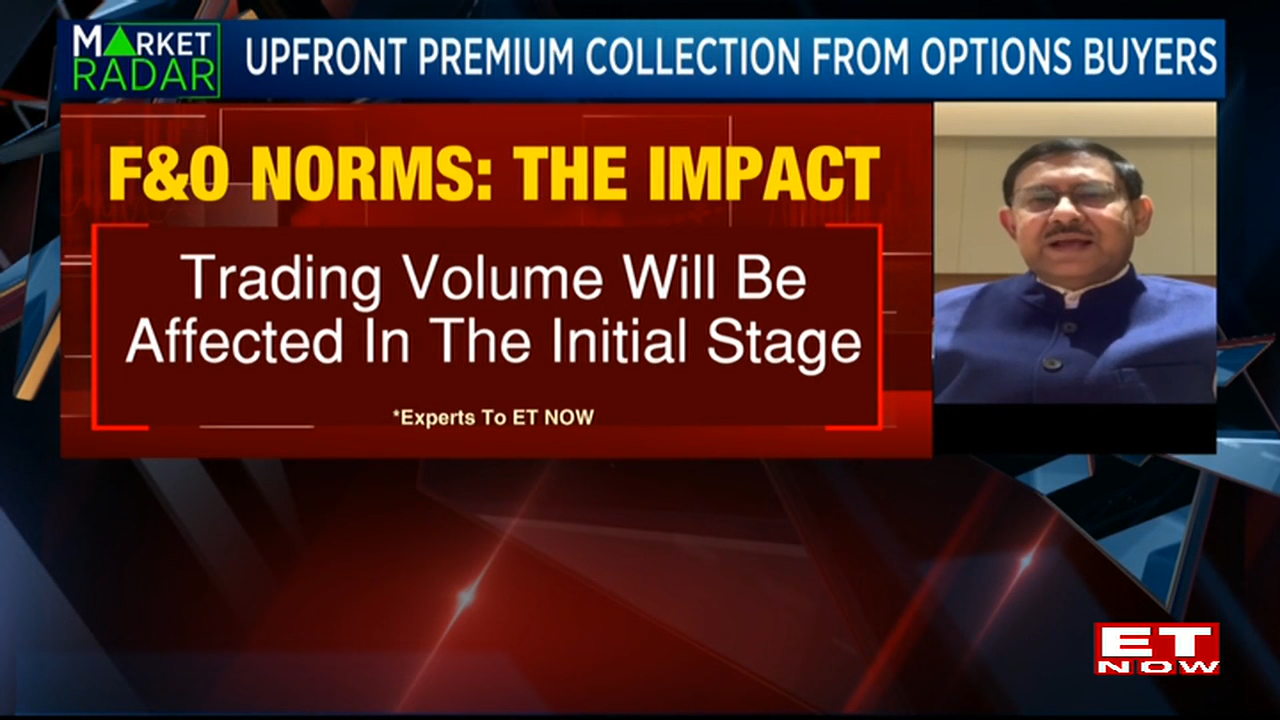 MARKET
RADAR
UPFRONT PREMIUM COLLECTION FROM OPTIONS BUYERS
F&O NORMS: THE IMPACT
Trading Volume Will Be
Affected In The Initial Stage
*Experts To ET NOW
ET
NOW